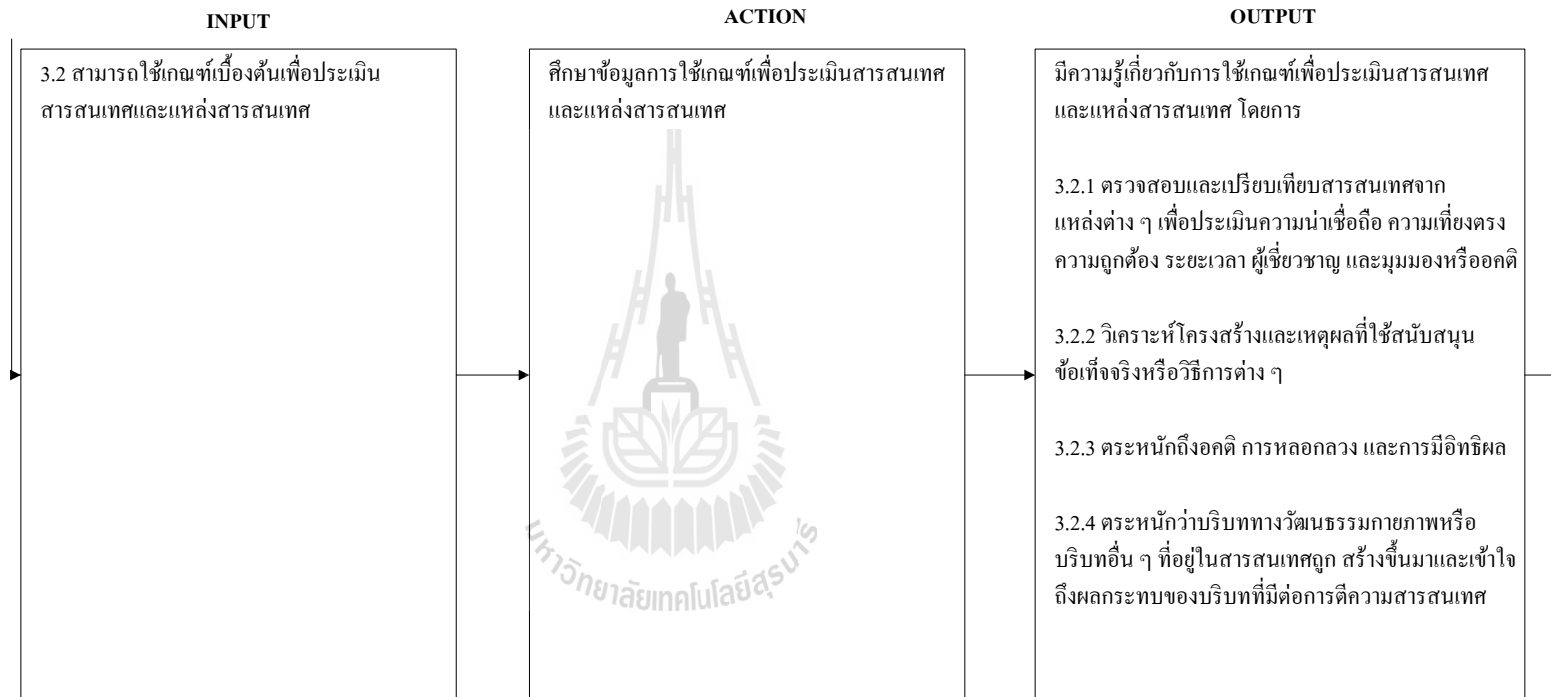 INPUT
ACTION
OUTPUT
3.2 สามารถใช้เกณฑ์เบื้องต้นเพื่อประเมิน
สารสนเทศและแหล่งสารสนเทศ
ศึกษาข้อมูลการใช้เกณฑ์เพื่อประเมินสารสนเทศ
และแหล่งสารสนเทศ
มีความรู้เกี่ยวกับการใช้เกณฑ์เพื่อประเมินสารสนเทศ
และแหล่งสารสนเทศ โดยการ
3.2.1 ตรวจสอบและเปรียบเทียบสารสนเทศจาก
แหล่งต่าง ๆ เพื่อประเมินความน่าเชื่อถือ ความเที่ยงตรง
ความถูกต้อง ระยะเวลา ผู้เชี่ยวชาญ และมุมมองหรืออคติ
3.2.2 วิเคราะห์โครงสร้างและเหตุผลที่ใช้สนับสนุน
ข้อเท็จจริงหรือวิธีการต่าง ๆ
3.2.3 ตระหนักถึงอคติ การหลอกลวง และการมีอิทธิผล
3.2.4 ตระหนักว่าบริบททางวัฒนธรรมกายภาพหรือ
บริบทอื่น ๆ ที่อยู่ในสารสนเทศถูก สร้างขึ้นมาและเข้าใจ
ถึงผลกระทบของบริบทที่มีต่อการตีความสารสนเทศ
มหาวิทยาลัยเทคโนโลยีสุรนารี